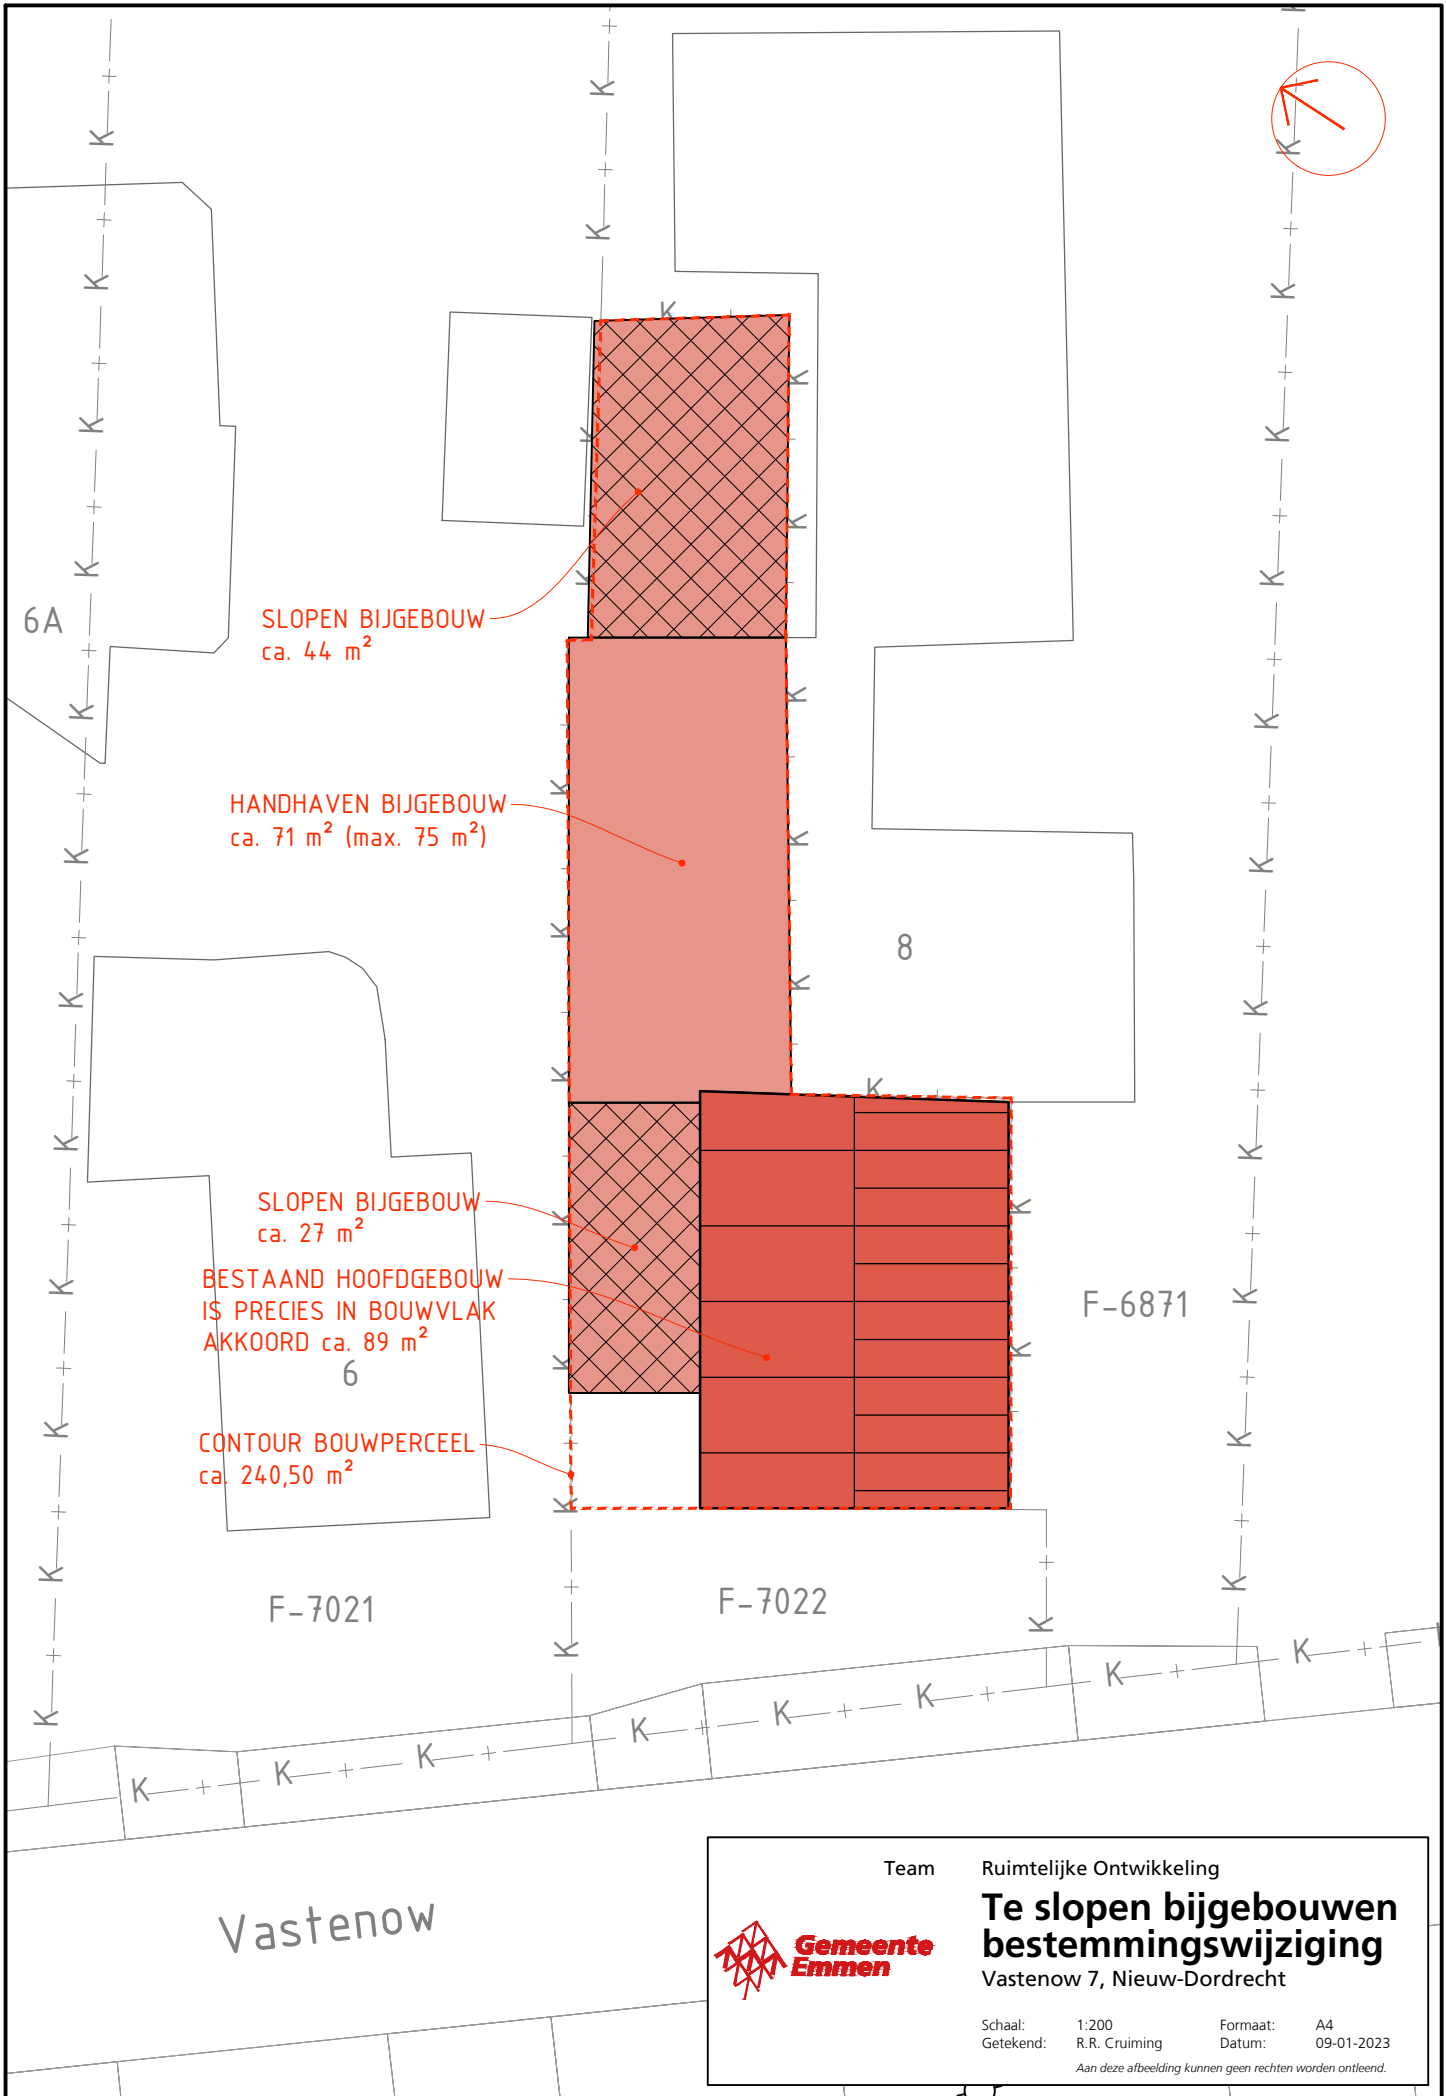 6A
SLOPEN BIJGEBOUW
ca. 44 m²
HANDHAVEN BIJGEBOUW
ca. 71 m² (max. 75 m²)
8
SLOPEN BIJGEBOUW
ca. 27 m²
BESTAAND HOOFDGEBOUW
IS PRECIES IN BOUWVLAK
AKKOORD ca. 89 m²
6
F-6871
CONTOUR BOUWPERCEEL
ca. 240,50 m²
F-7021
F-7022
Vastenow
Team Ruimtelijke Ontwikkeling
Te slopen bijgebouwen
bestemmingswijziging
Vastenow 7, Nieuw-Dordrecht
Gemeente
Emmen
Schaal: 1:200 Formaat: A4
Getekend: R.R. Cruiming Datum: 09-01-2023
Aan deze afbeelding kunnen geen rechten worden ontleend.